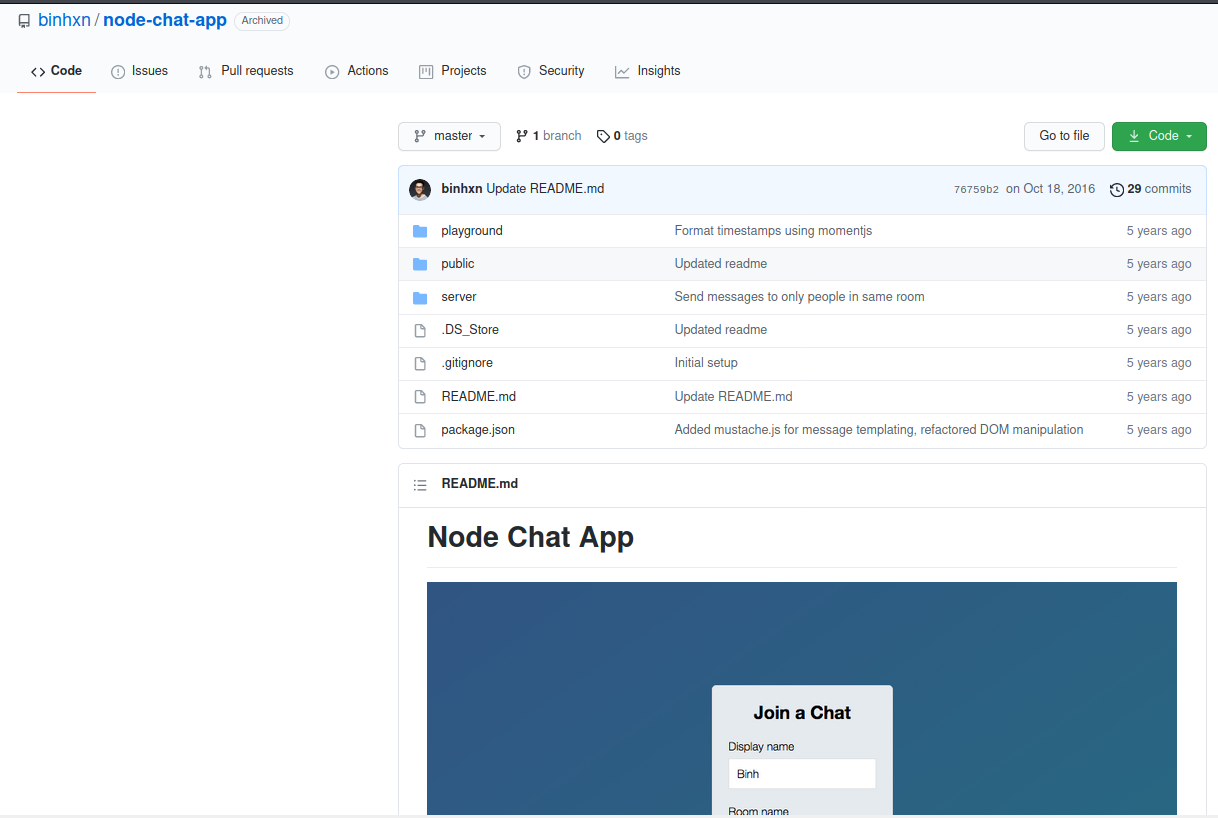 binhxn / node-chat-app Archived
Code Issues Pull requests Actions Projects Security Insights
master 1 branch 0 tags Go to file Code
binhxn Update README.md 76759b2 on Oct 18, 2016 29 commits
playground Format timestamps using momentjs 5 years ago
public Updated readme 5 years ago
server Send messages to only people in same room 5 years ago
.DS_Store Updated readme 5 years ago
.gitignore Initial setup 5 years ago
README.md Update README.md 5 years ago
package.json Added mustache.js for message templating, refactored DOM manipulation 5 years ago
README.md
Node Chat App
Join a Chat
Display name
Binh
Room name